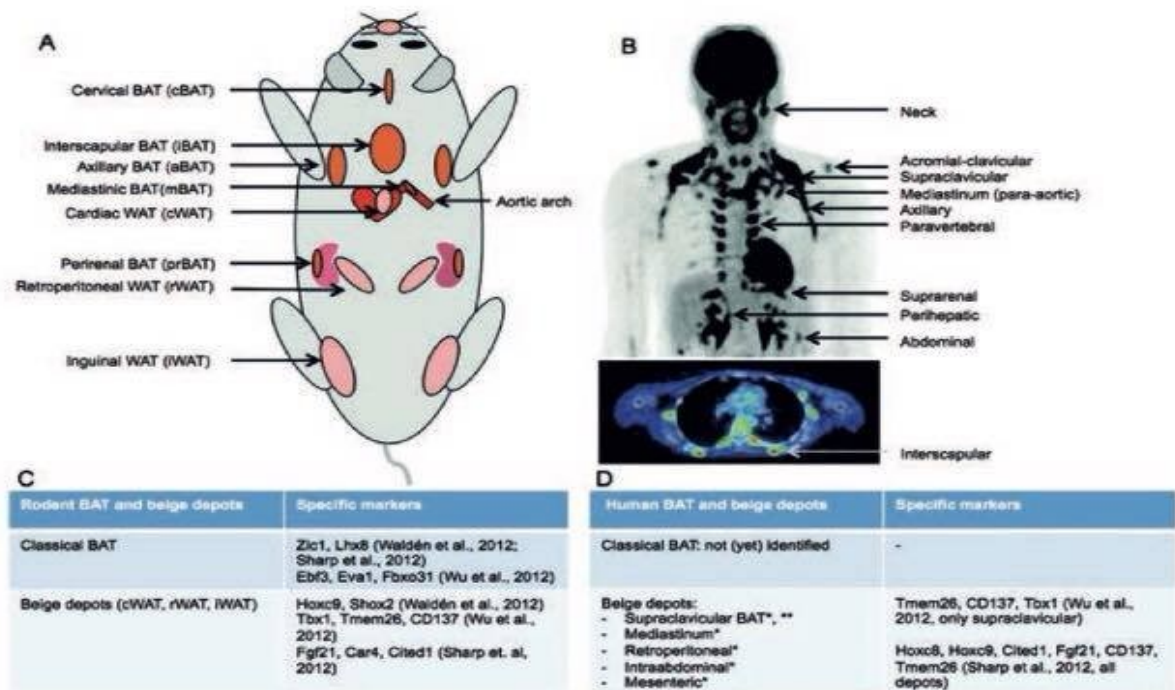 A
Cervical BAT (cBAT)
Interscapular BAT (iBAT)
Axillary BAT (aBAT)
Mediastinic BAT(mBAT)
Cardiac WAT (cWAT)
Aortic arch
Perirenal BAT (prBAT)
Retroperitoneal WAT (rWAT)
Inguinal WAT (iWAT)
B
Neck
Acromial-clavicular
Supraclavicular
Mediastinum (para-aortic)
Axillary
Paravertebral
Suprarenal
Perihepatic
Abdominal
Interscapular
C
Rodent BAT and beige depots
Specific markers
Classical BAT
Zic1, Lhx8 (Waldén et al., 2012;
Sharp et al., 2012)
Ebf3, Eva1, Fbxo31 (Wu et al., 2012)
Beige depots (cWAT, rWAT, iWAT)
Hoxc9, Shox2 (Waldén et al., 2012)
Tbx1, Tmem26, CD137 (Wu et al.,
2012)
Fgf21, Car4, Cited1 (Sharp et. al,
2012)
D
Human BAT and beige depots
Specific markers
Classical BAT: not (yet) identified
-
Beige depots:
- Supraclavicular BAT*, **
- Mediastinum*
- Retroperitoneal*
- Intraabdominal*
- Mesenteric*
Tmem26, CD137, Tbx1 (Wu et al.,
2012, only supraclavicular)
Hoxc8, Hoxc9, Cited1, Fgf21, CD137,
Tmem26 (Sharp et al., 2012, all
depots)